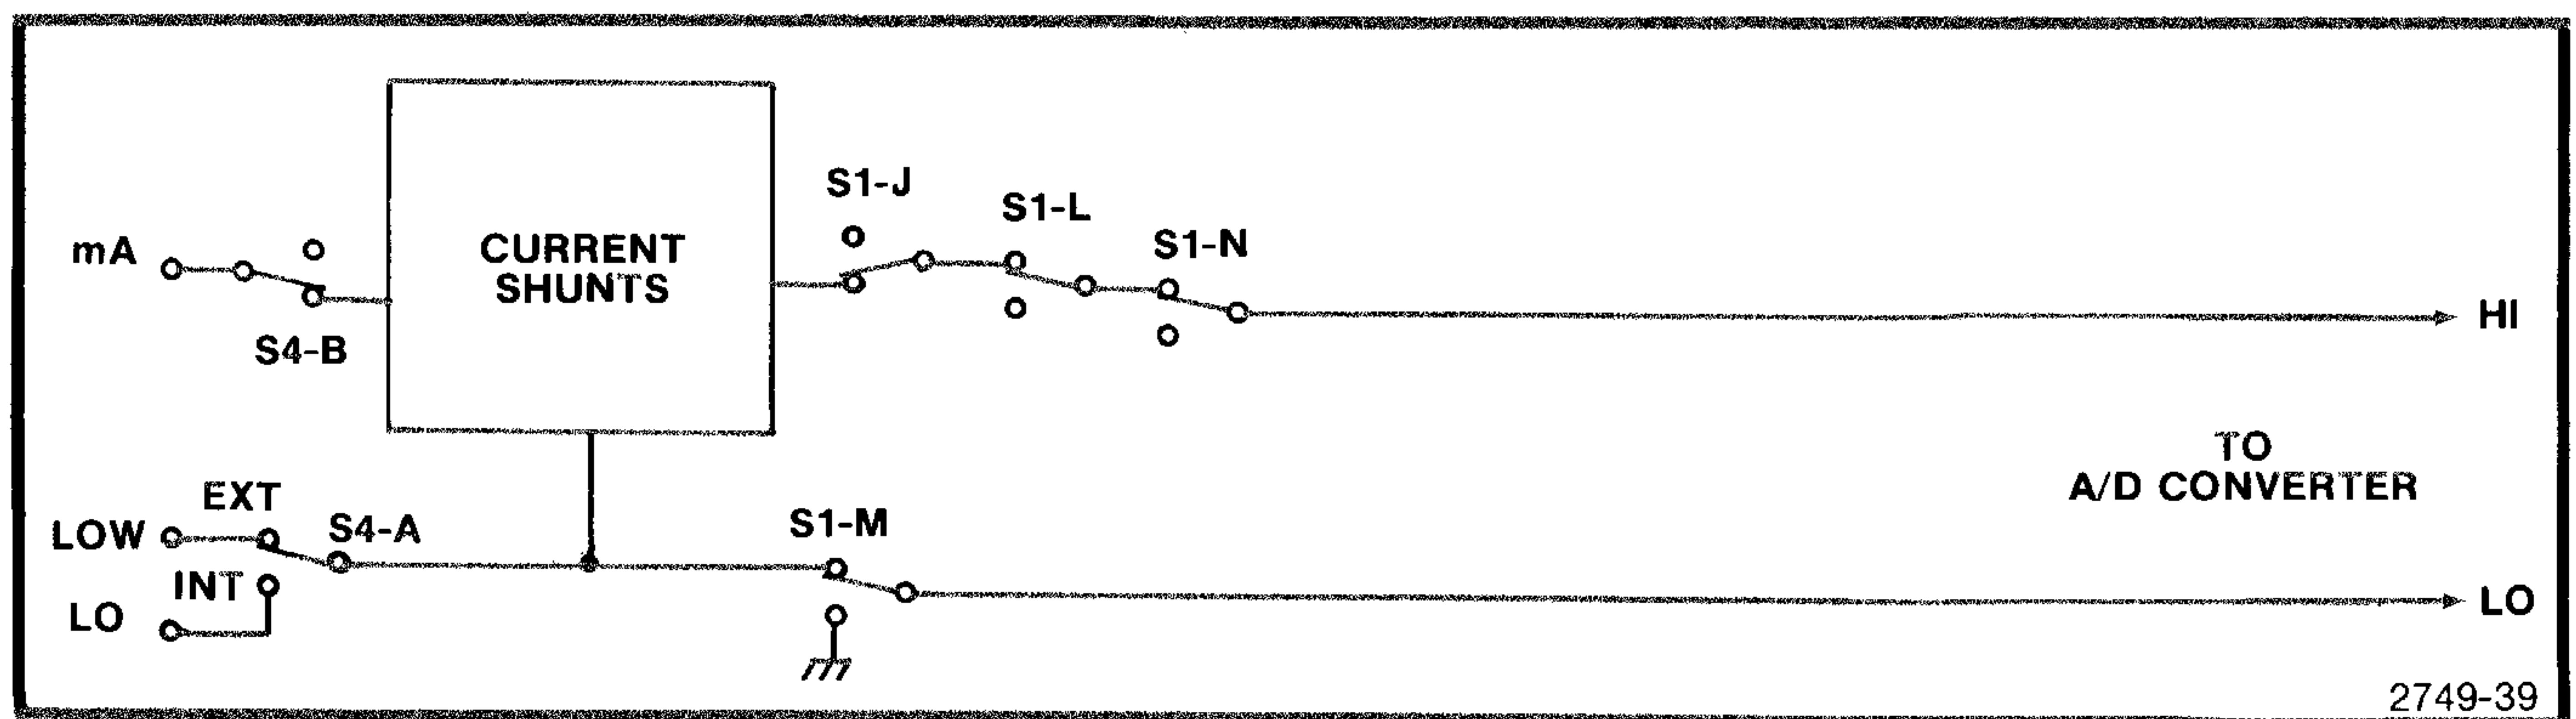 S1-J
S1-L
S1-N
mA
CURRENT
SHUNTS
HI
S4-B
TO
A/D CONVERTER
EXT
LOW
S4-A
S1-M
INT
LO
LO
2749-39